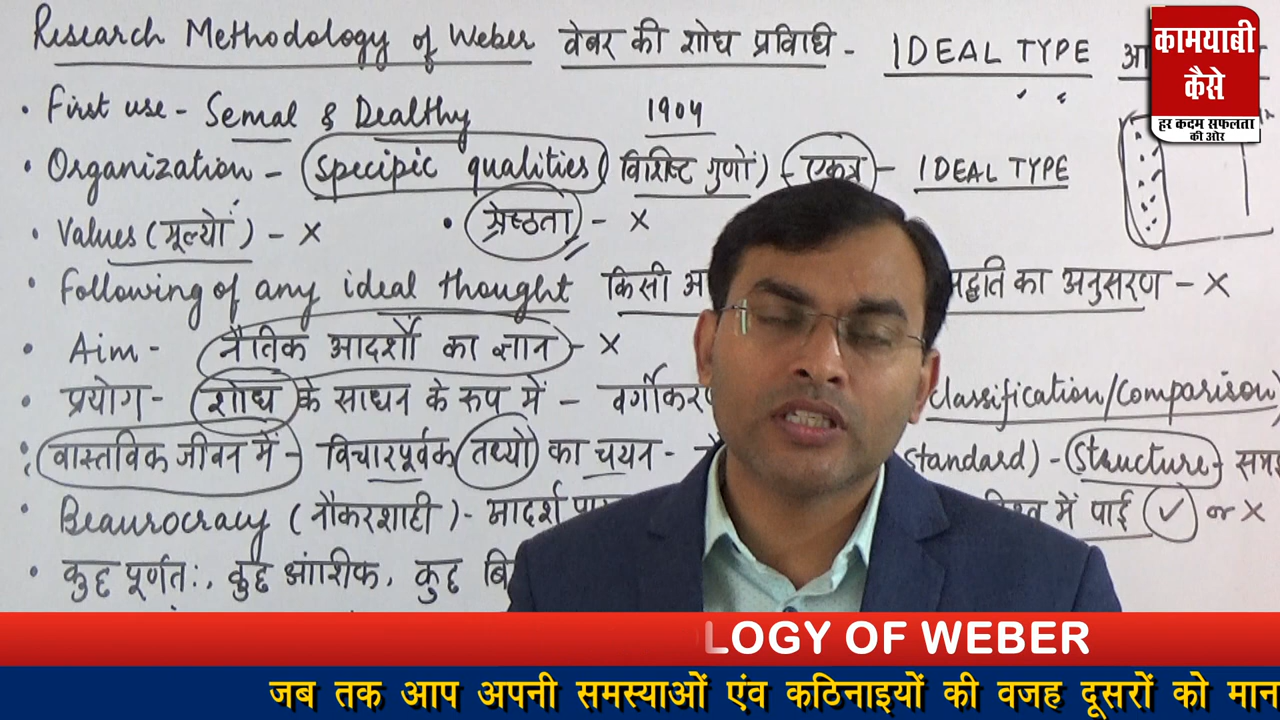 Research Methodology of Weber वेबर की शोध प्रविधि - IDEAL TYPE
कामयाबी
कैसे
हर कदम सफलता
की ओर
• First use - Semal & Dealthy 1904
• Organization - specipic qualities विशिष्ट गुणों) - एकत्र - IDEAL TYPE
• Values (मूल्यों) - × • श्रेष्ठता - ×
• Following of any ideal thought किसी पद्धति का अनुसरण - ×
• Aim - नैतिक आदर्शों का ज्ञान - ×
• प्रयोग - शोध के साधन के रूप में - वर्गीकरण classification/Comparison)
वास्तविक जीवन में - विचारपूर्वक तथ्यों का चयन - standard) - Structure -
• Beaurocracy (नौकरशाही) - आदर्श में पाई ✓ or ×
• कुछ पूर्णतः, कुछ आंशिक, कुछ
LOGY OF WEBER
जब तक आप अपनी समस्याओं एंव कठिनाइयों की वजह दूसरों को मान